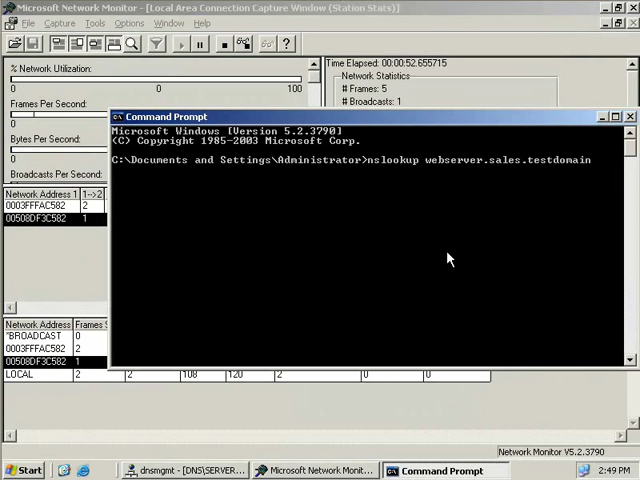 Microsoft Network Monitor - [Local Area Connection Capture Window (Station Stats)]
File Capture Tools Options Window Help
% Network Utilization:
0 0 100
Frames Per Second:
Bytes Per Second:
Broadcasts Per Second:
Time Elapsed: 00:00:52.655715
Network Statistics
# Frames: 5
# Broadcasts: 1
Command Prompt
Microsoft Windows [Version 5.2.3790]
(C) Copyright 1985-2003 Microsoft Corp.
C:\Documents and Settings\Administrator>nslookup webserver.sales.testdomain
Network Address 1 1-->2
0003FFFAC582 2
00508DF3C582 1
Network Address Frames S
*BROADCAST 0
0003FFFAC582 2
00508DF3C582 1
LOCAL 2 2 108 120 2 0 0
Network Monitor V5.2.3790
Start
dnsmgmt - [DNS\SERVER...
Microsoft Network Monit...
Command Prompt
2:49 PM